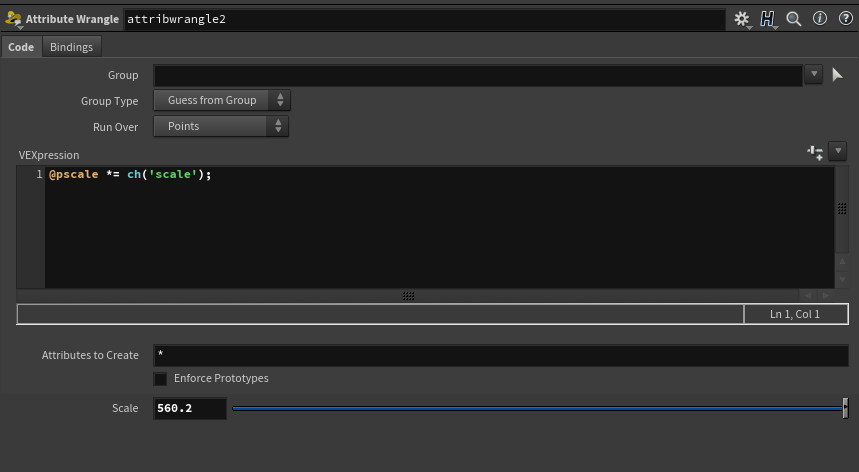 Attribute Wrangle attribwrangle2
Code Bindings
Group
Group Type Guess from Group
Run Over Points
VEXpression
1 @pscale *= ch('scale');
Ln 1, Col 1
Attributes to Create *
Enforce Prototypes
Scale 560.2